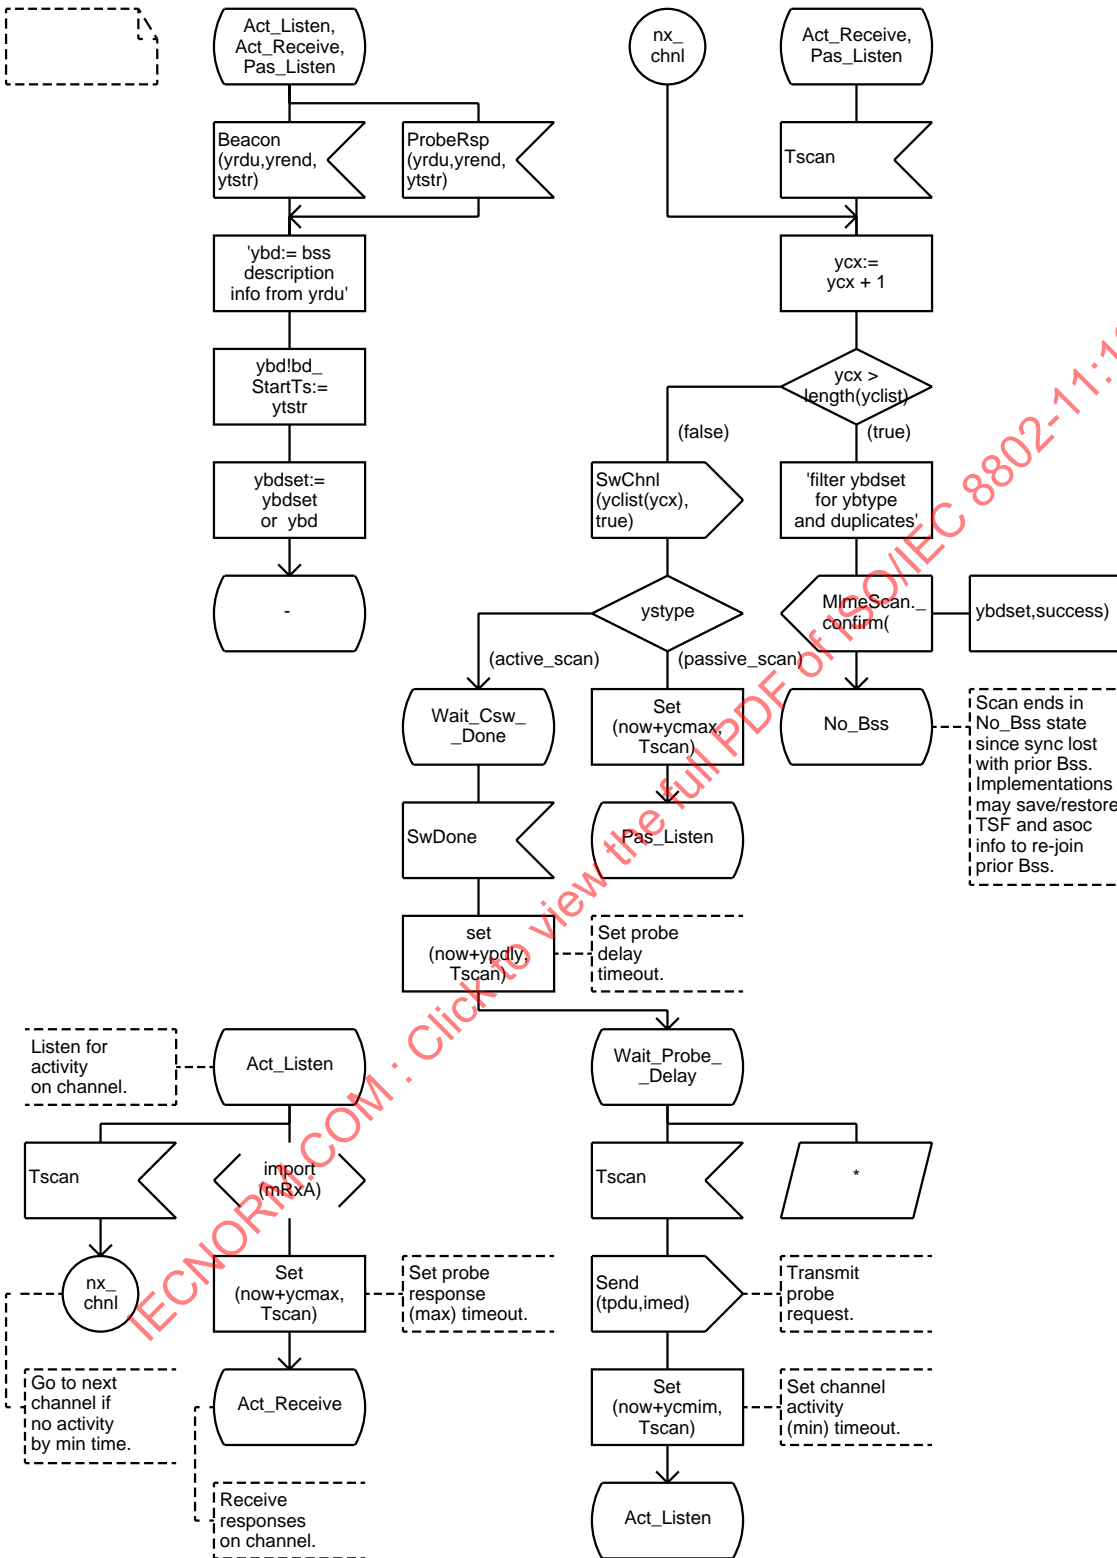 Act_Listen,
Act_Receive,
Pas_Listen
nx_
chnl
Act_Receive,
Pas_Listen
Beacon
(yrdu,yrend,
ytstr)
ProbeRsp
(yrdu,yrend,
ytstr)
Tscan
'ybd:= bss
description
info from yrdu'
ycx:=
ycx + 1
ybd!bd_
StartTs:=
ytstr
ycx >
length(yclist)
(false)
(true)
ybdset:=
ybdset
or ybd
SwChnl
(yclist(ycx),
true)
'filter ybdset
for ybtype
and duplicates'
-
ystype
MlmeScan._
confirm(
ybdset,success)
(active_scan)
(passive_scan)
Wait_Csw_
_Done
Set
(now+ycmax,
Tscan)
No_Bss
Scan ends in
No_Bss state
since sync lost
with prior Bss.
Implementations
may save/restore
TSF and asoc
info to re-join
prior Bss.
SwDone
Pas_Listen
set
(now+ypdly,
Tscan)
Set probe
delay
timeout.
Listen for
activity
on channel.
Act_Listen
Wait_Probe_
_Delay
Tscan
import
(mRxA)
Tscan
*
nx_
chnl
Set
(now+ycmax,
Tscan)
Set probe
response
(max) timeout.
Send
(tpdu,imed)
Transmit
probe
request.
Go to next
channel if
no activity
by min time.
Act_Receive
Set
(now+ycmim,
Tscan)
Set channel
activity
(min) timeout.
Receive
responses
on channel.
Act_Listen
IECNORM.COM : Click to view the full PDF of ISO/IEC 8802-11:1